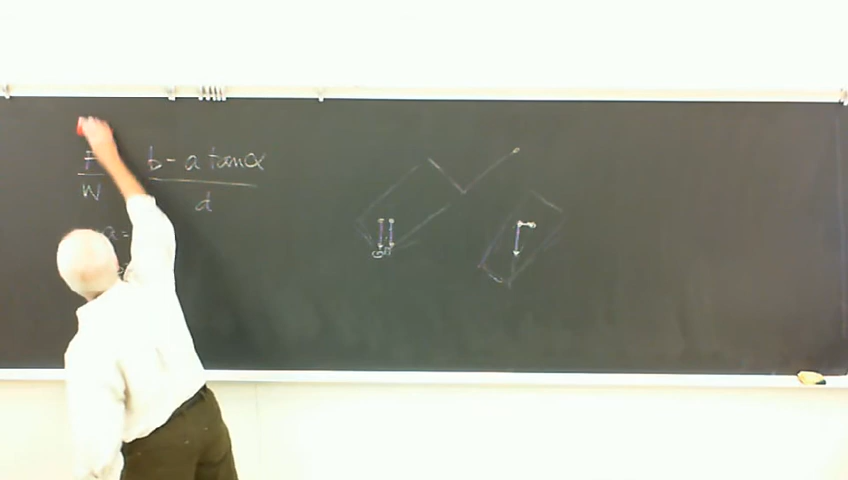 P b - a tanα
W d
a =